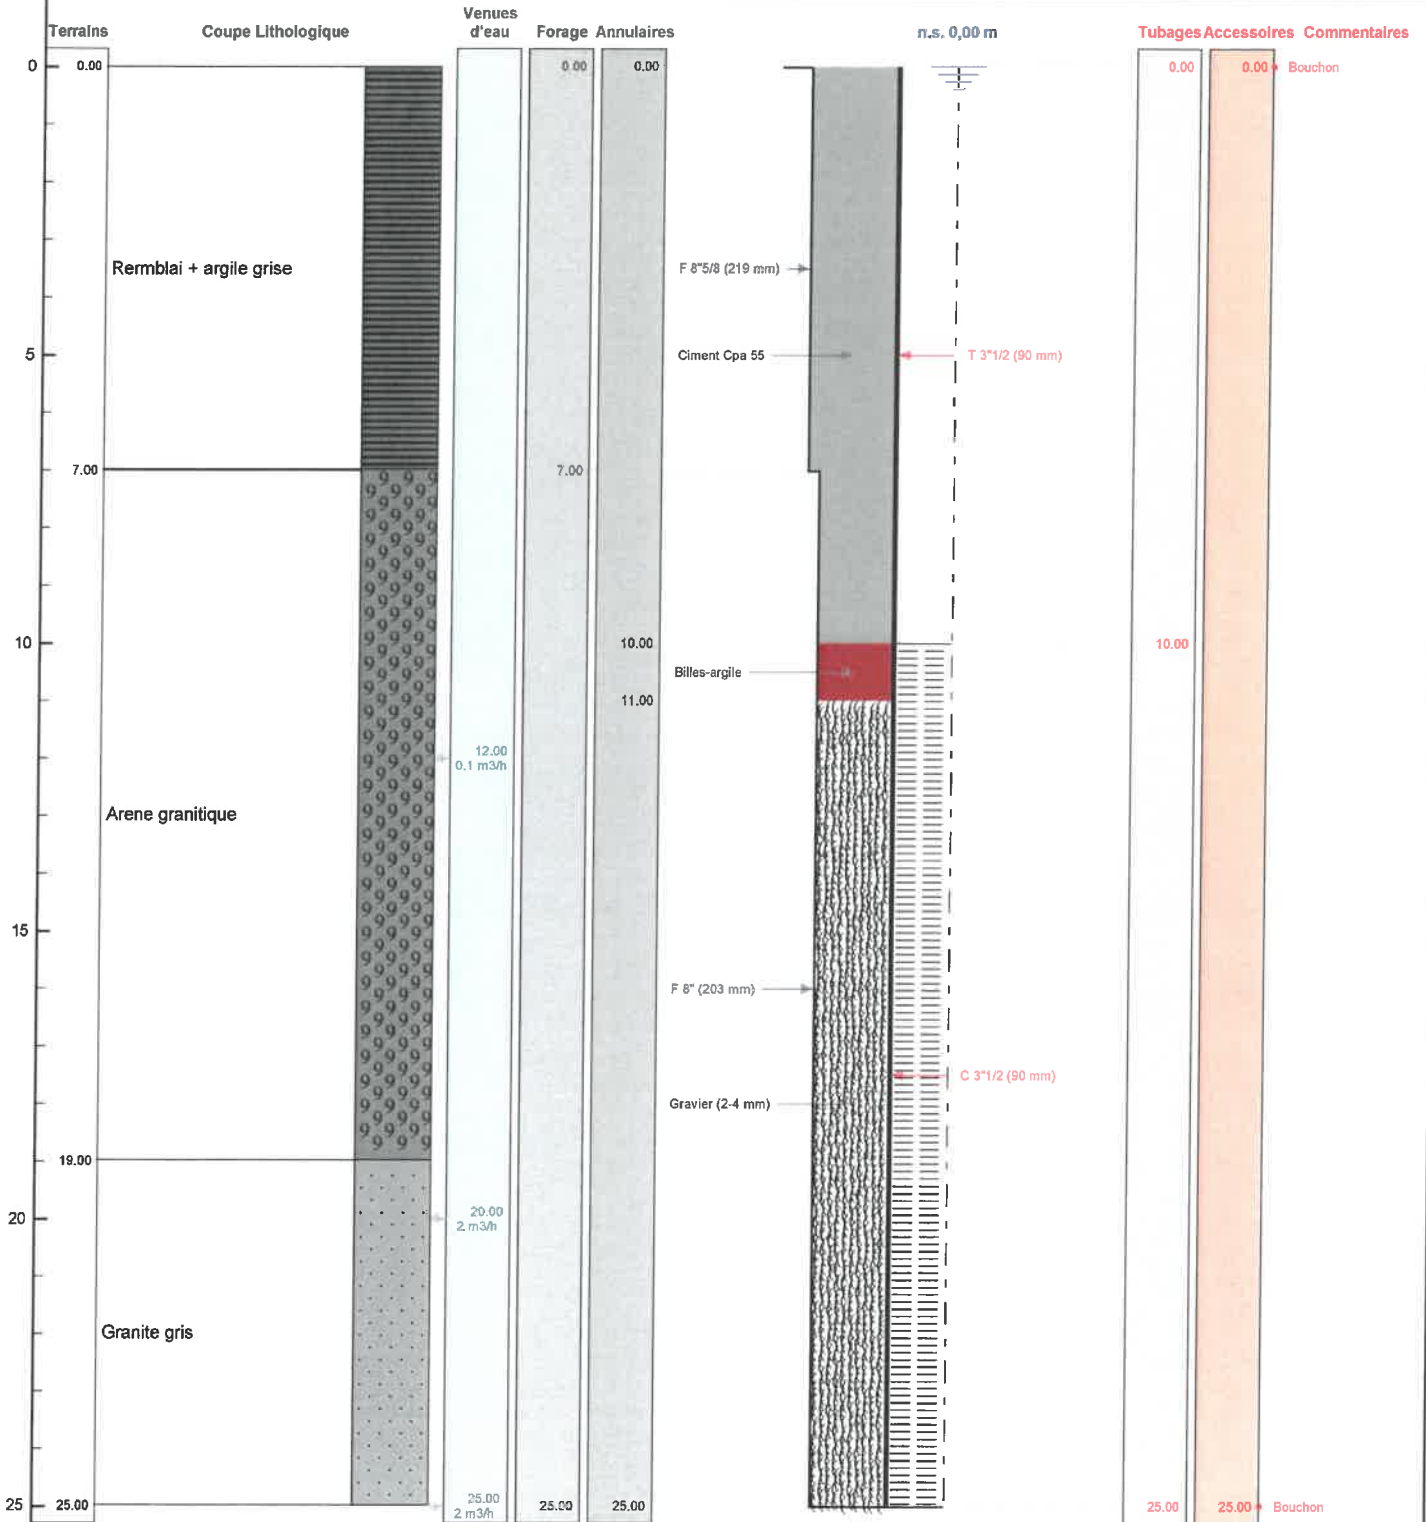 Terrains Coupe Lithologique Venues d'eau Forage Annulaires n.s. 0,00 m Tubages Accessoires Commentaires
0 0.00 0.00 0.00 0.00 0.00 Bouchon
Rermblai + argile grise F 8"5/8 (219 mm)
5 Ciment Cpa 55 T 3"1/2 (90 mm)
7.00 7.00
10 10.00 10.00
Billes-argile
11.00
12.00
0.1 m3/h
Arene granitique
15
F 8" (203 mm)
C 3"1/2 (90 mm)
Gravier (2-4 mm)
19.00
20 20.00
2 m3/h
Granite gris
25 25.00 25.00 25.00 25.00 25.00 25.00 Bouchon
2 m3/h